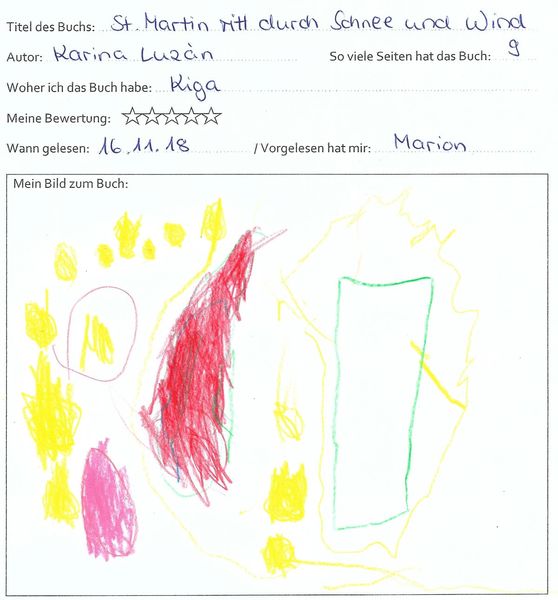 Titel des Buchs: St. Martin ritt durch Schnee und Wind
Autor: Karina Luzán So viele Seiten hat das Buch: 9
Woher ich das Buch habe: Kiga
Meine Bewertung: ☆☆☆☆☆
Wann gelesen: 16.11.18 / Vorgelesen hat mir: Marion
Mein Bild zum Buch: